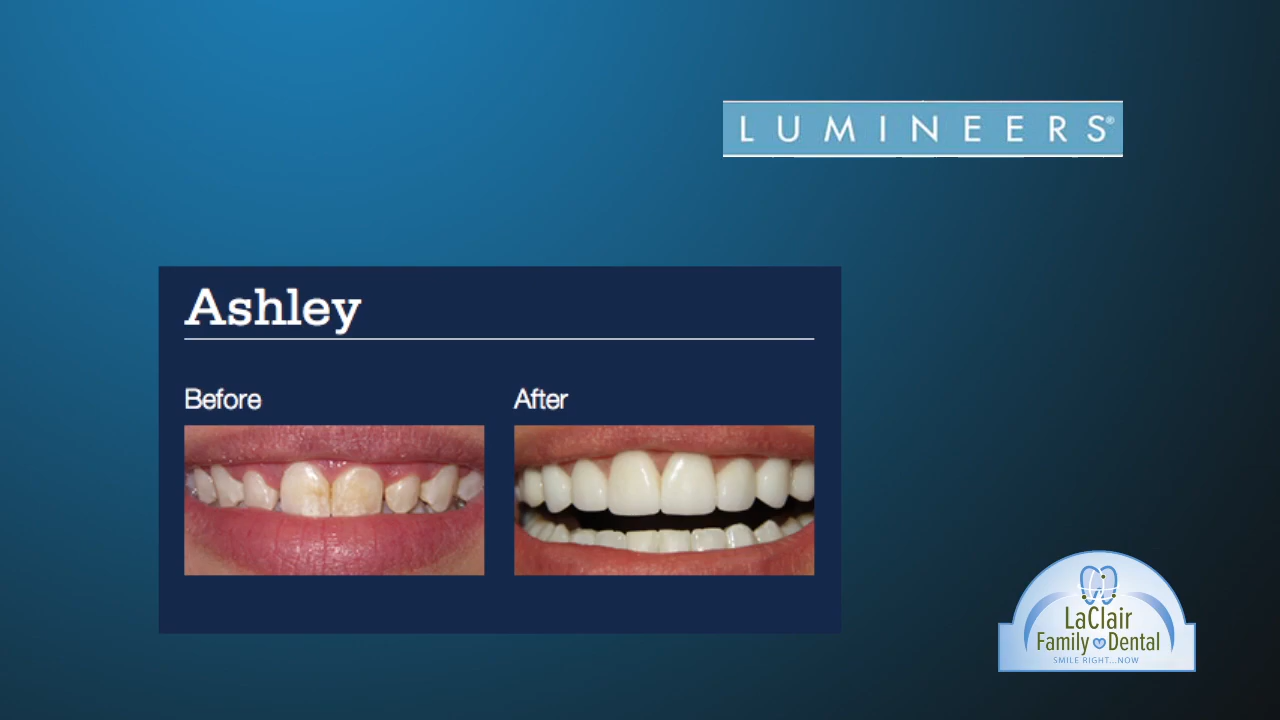 LUMINEERS®
Ashley
Before
After
LaClair
Family Dental
SMILE RIGHT...NOW